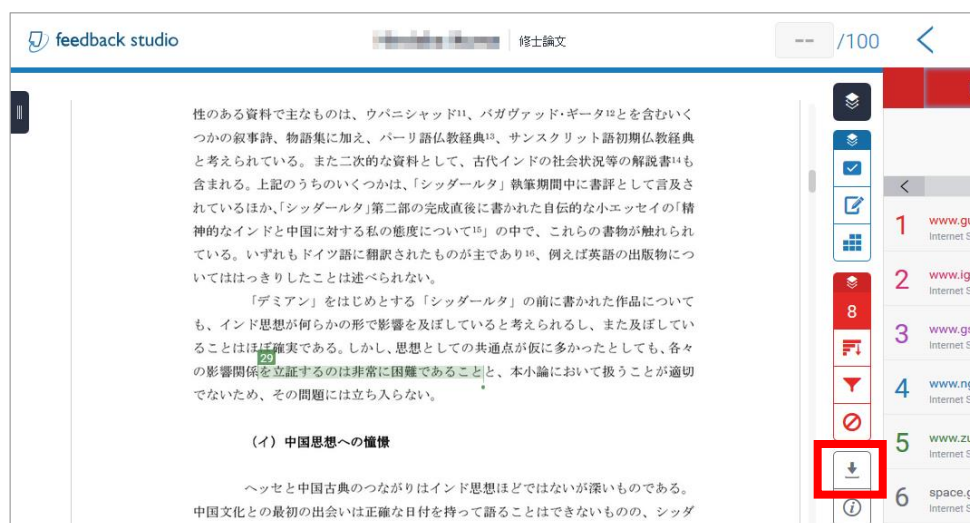 feedback studio
修士論文
-- /100
性のある資料で主なものは、ウパニシャッド11、バガヴァッド・ギータ12とを含むいく
つかの叙事詩、物語集に加え、パーリ語仏教経典13、サンスクリット語初期仏教経典
と考えられている。また二次的な資料として、古代インドの社会状況等の解説書14も
含まれる。上記のうちのいくつかは、「シッダールタ」執筆期間中に書評として言及さ
れているほか、「シッダールタ」第二部の完成直後に書かれた自伝的な小エッセイの「精
神的なインドと中国に対する私の態度について15」の中で、これらの書物が触れられ
ている。いずれもドイツ語に翻訳されたものが主であり16、例えば英語の出版物につ
いてははっきりしたことは述べられない。
「デミアン」をはじめとする「シッダールタ」の前に書かれた作品について
も、インド思想が何らかの形で影響を及ぼしていると考えられるし、また及ぼしてい
ることはほぼ確実である。しかし、思想としての共通点が仮に多かったとしても、各々
29
の影響関係を立証するのは非常に困難であることと、本小論において扱うことが適切
でないため、その問題には立ち入らない。
（イ）中国思想への憧憬
ヘッセと中国古典のつながりはインド思想ほどではないが深いものである。
中国文化との最初の出会いは正確な日付を持って語ることはできないものの、シッダ
8
1 www.gu
Internet S
2 www.ig
Internet S
3 www.gs
Internet S
4 www.ng
Internet S
5 www.zu
Internet S
6 space.g
Internet S